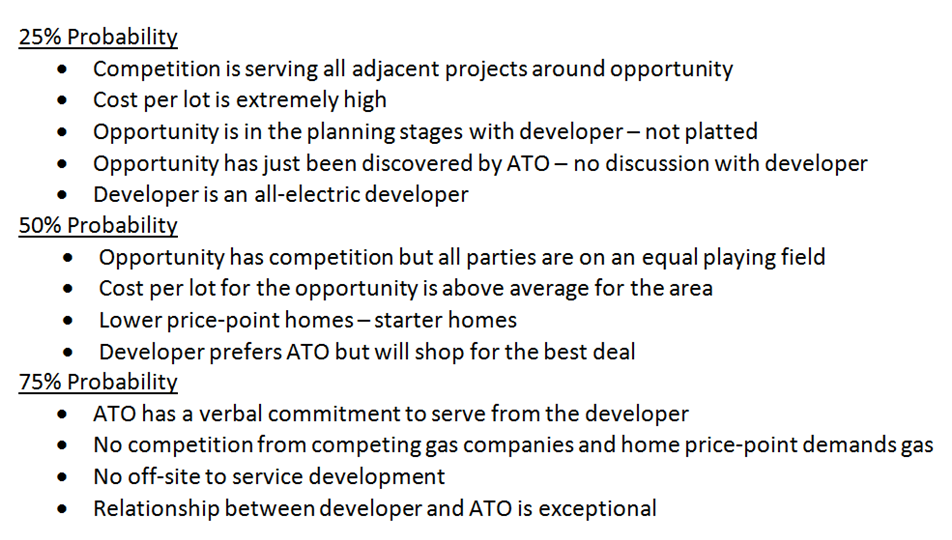 25% Probability
• Competition is serving all adjacent projects around opportunity
• Cost per lot is extremely high
• Opportunity is in the planning stages with developer – not platted
• Opportunity has just been discovered by ATO – no discussion with developer
• Developer is an all-electric developer
50% Probability
• Opportunity has competition but all parties are on an equal playing field
• Cost per lot for the opportunity is above average for the area
• Lower price-point homes – starter homes
• Developer prefers ATO but will shop for the best deal
75% Probability
• ATO has a verbal commitment to serve from the developer
• No competition from competing gas companies and home price-point demands gas
• No off-site to service development
• Relationship between developer and ATO is exceptional